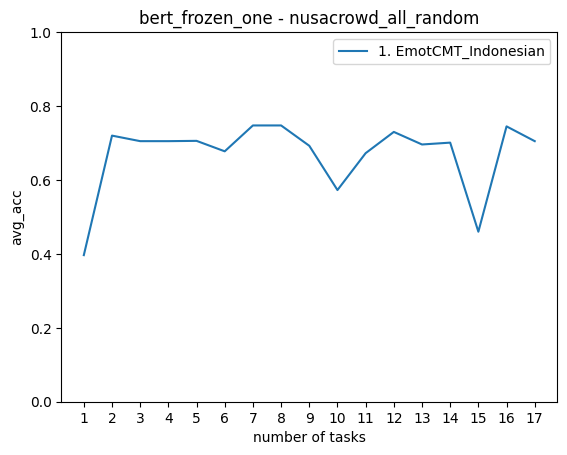 bert_frozen_one - nusacrowd_all_random
1. EmotCMT_Indonesian
1.0
0.8
0.6
0.4
0.2
0.0
avg_acc
1 2 3 4 5 6 7 8 9 10 11 12 13 14 15 16 17
number of tasks